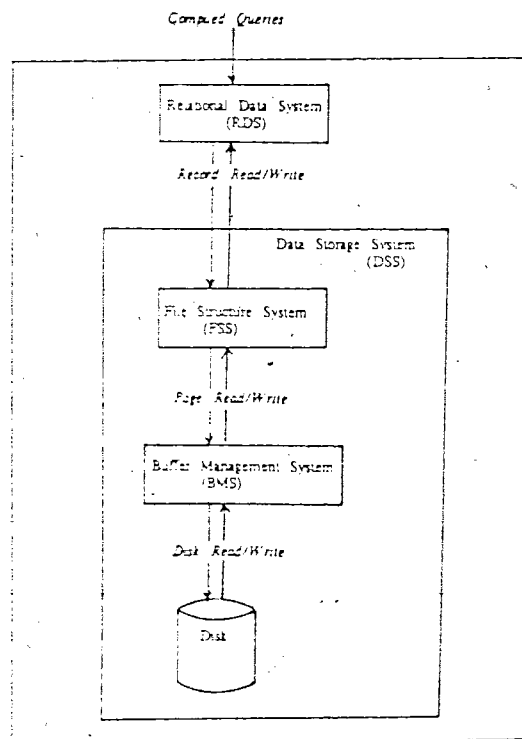 Compiled Queries
Relational Data System
(RDS)
Record Read/Write
Data Storage System
(DSS)
File Structure System
(FSS)
Page Read/Write
Buffer Management System
(BMS)
Disk Read/Write
Disk